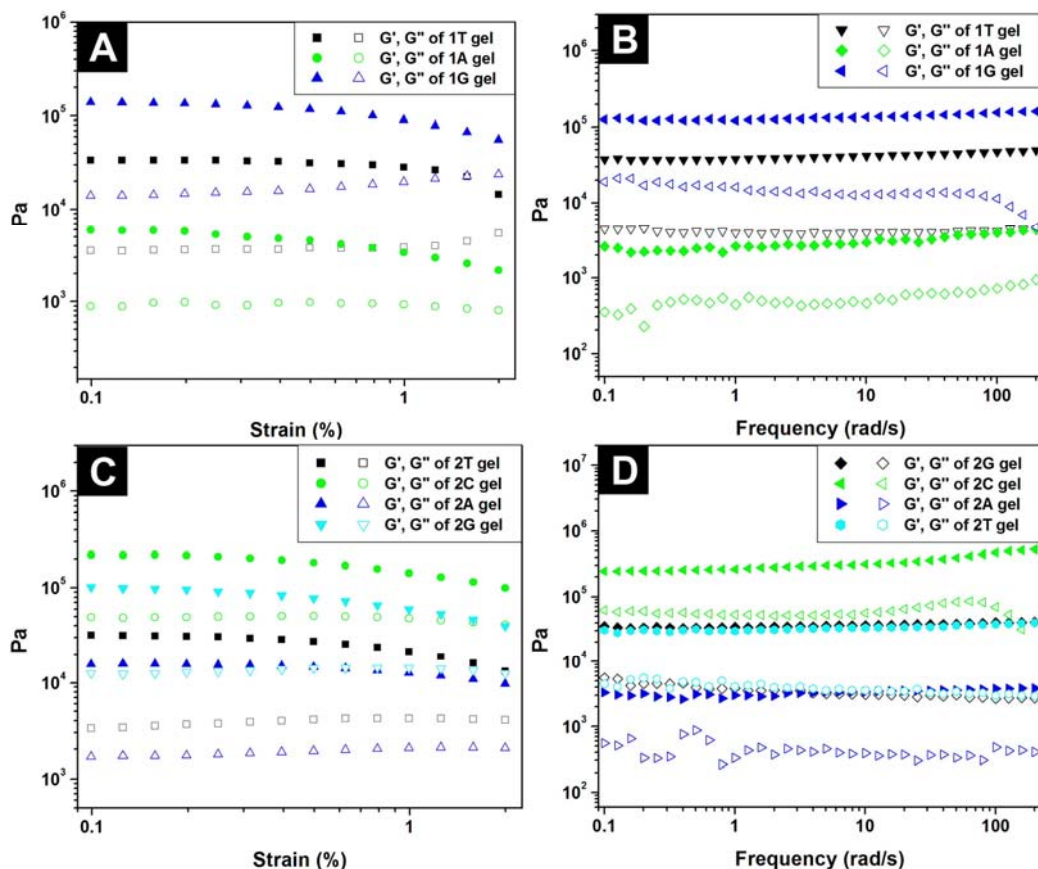 A
G', G" of 1T gel
G', G" of 1A gel
G', G" of 1G gel
10^6
10^5
10^4
10^3
Pa
0.1
1
Strain (%)
B
G', G" of 1T gel
G', G" of 1A gel
G', G" of 1G gel
10^6
10^5
10^4
10^3
10^2
Pa
0.1
1
10
100
Frequency (rad/s)
C
G', G" of 2T gel
G', G" of 2C gel
G', G" of 2A gel
G', G" of 2G gel
10^6
10^5
10^4
10^3
Pa
0.1
1
Strain (%)
D
G', G" of 2G gel
G', G" of 2C gel
G', G" of 2A gel
G', G" of 2T gel
10^7
10^6
10^5
10^4
10^3
10^2
Pa
0.1
1
10
100
Frequency (rad/s)